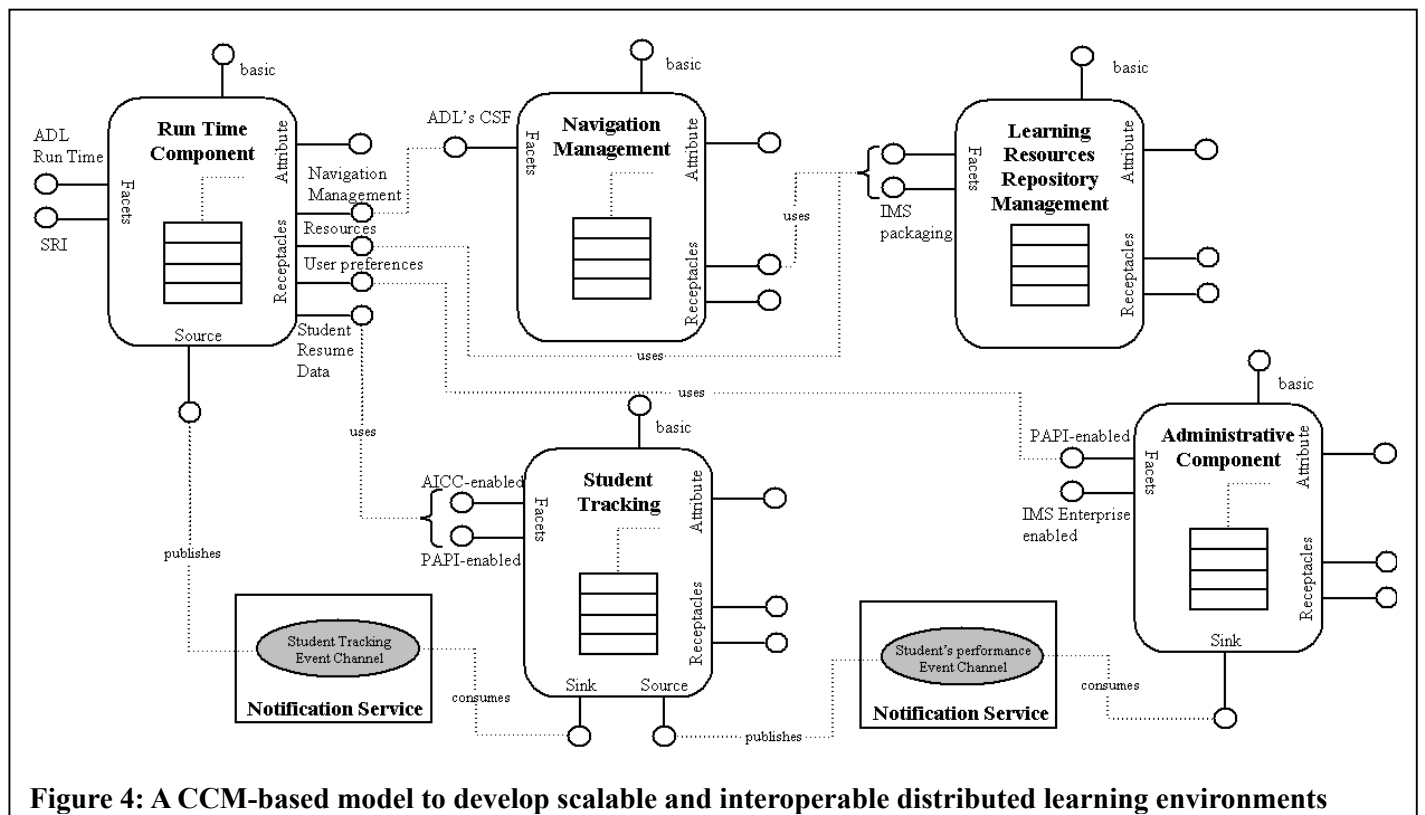 basic
ADL
Run Time
SRI
Facets
Run Time
Component
Attribute
Receptacles
Source
Navigation
Management
Resources
User preferences
Student
Resume
Data
basic
ADL's CSF
Facets
Navigation
Management
Attribute
Receptacles
uses
basic
IMS
packaging
Facets
Learning
Resources
Repository
Management
Attribute
Receptacles
uses
uses
uses
publishes
basic
AICC-enabled
PAPI-enabled
Facets
Student
Tracking
Attribute
Receptacles
Sink
Source
basic
PAPI-enabled
IMS Enterprise
enabled
Facets
Administrative
Component
Attribute
Receptacles
Sink
Student Tracking
Event Channel
Notification Service
consumes
publishes
Student's performance
Event Channel
Notification Service
consumes
Figure 4: A CCM-based model to develop scalable and interoperable distributed learning environments